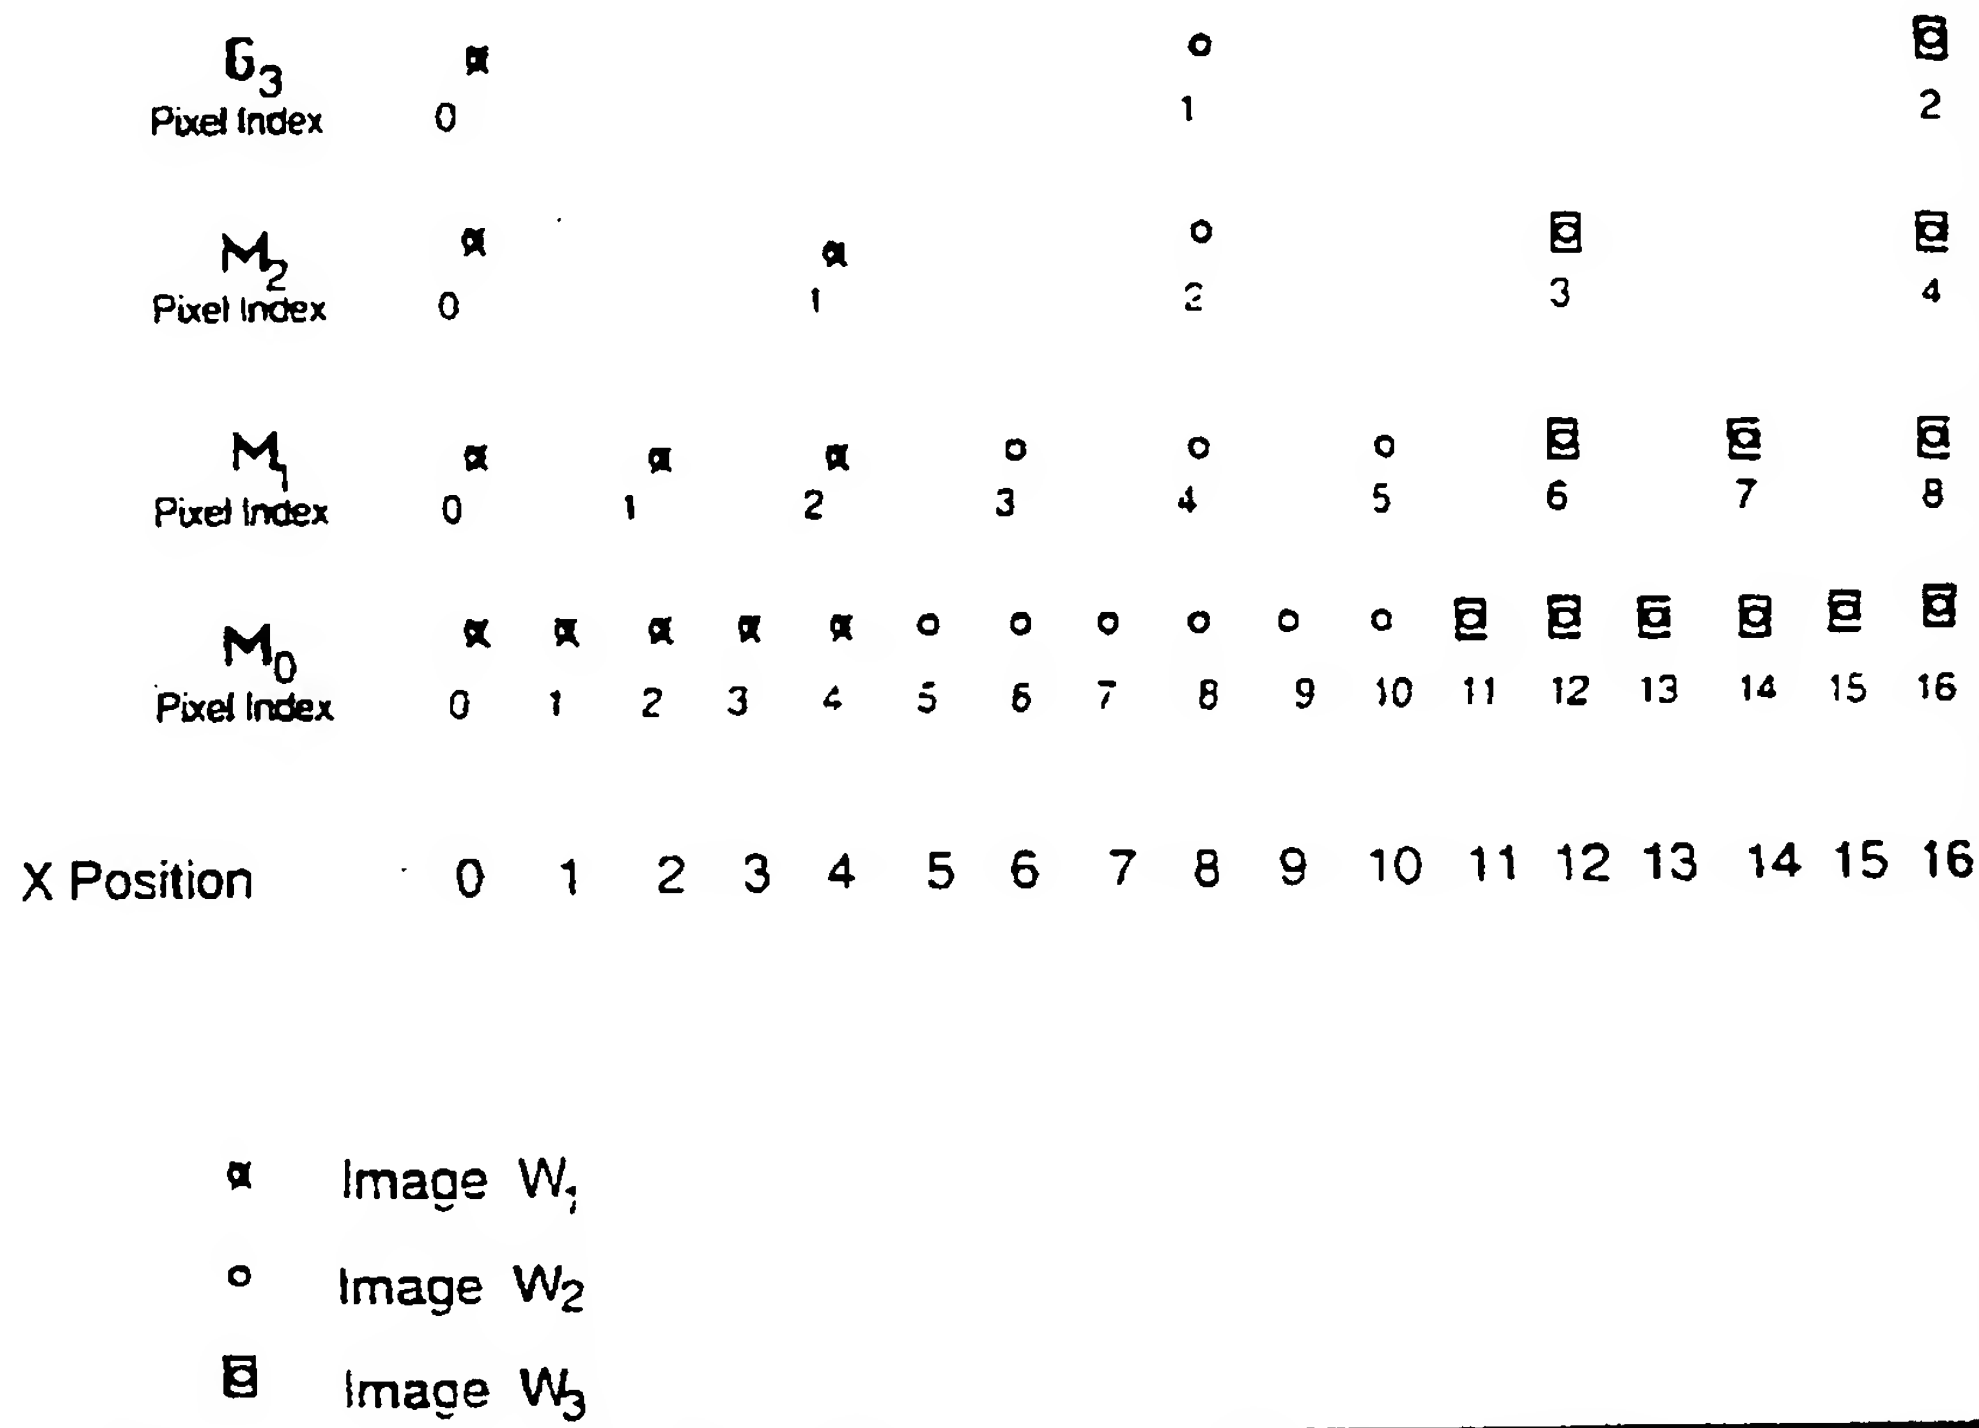 G3
Pixel Index 0 1 2
M2
Pixel Index 0 1 2 3 4
M1
Pixel Index 0 1 2 3 4 5 6 7 8
M0
Pixel Index 0 1 2 3 4 5 6 7 8 9 10 11 12 13 14 15 16
X Position 0 1 2 3 4 5 6 7 8 9 10 11 12 13 14 15 16
Image W1
Image W2
Image W3